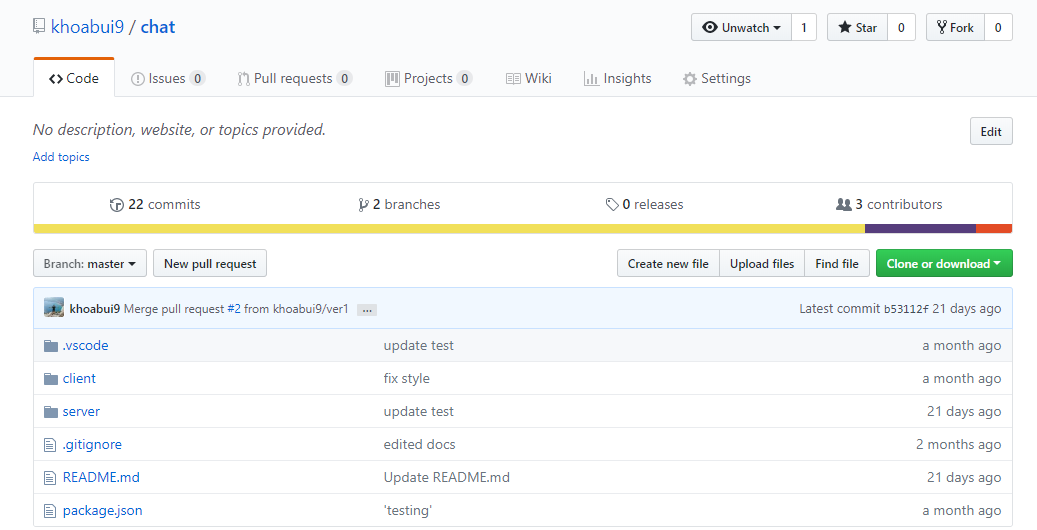 khoabui9 / chat
Unwatch 1 Star 0 Fork 0
Code Issues 0 Pull requests 0 Projects 0 Wiki Insights Settings
No description, website, or topics provided.
Edit
Add topics
22 commits 2 branches 0 releases 3 contributors
Branch: master New pull request Create new file Upload files Find file Clone or download
khoabui9 Merge pull request #2 from khoabui9/ver1 ... Latest commit b53112f 21 days ago
.vscode update test a month ago
client fix style a month ago
server update test 21 days ago
.gitignore edited docs 2 months ago
README.md Update README.md 21 days ago
package.json 'testing' a month ago